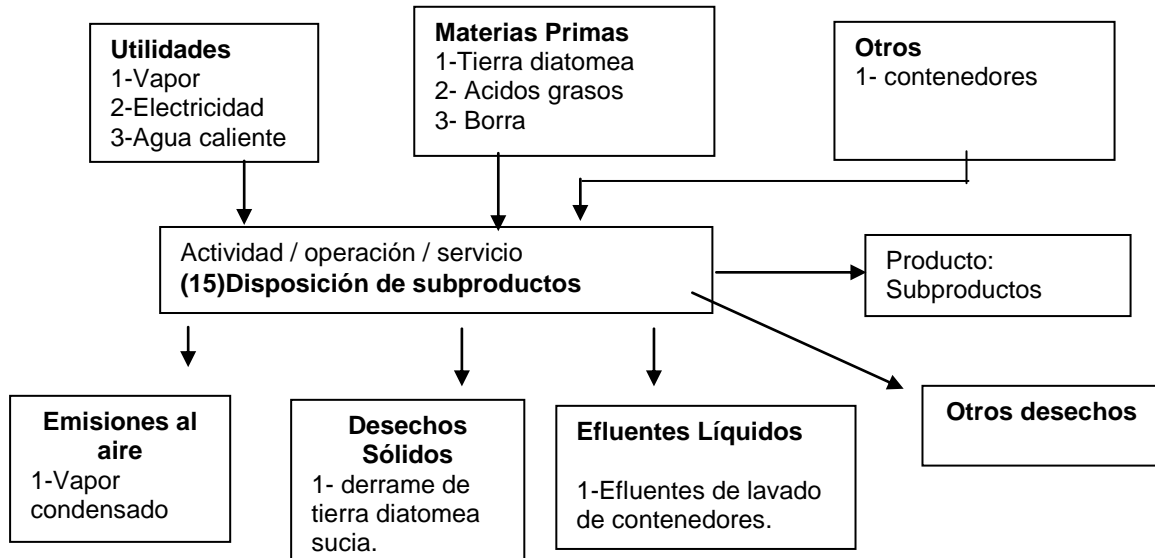 Utilidades
1-Vapor
2-Electricidad
3-Agua caliente
Materias Primas
1-Tierra diatomea
2- Acidos grasos
3- Borra
Otros
1- contenedores
Actividad / operación / servicio
(15)Disposición de subproductos
Producto:
Subproductos
Emisiones al
aire
1-Vapor
condensado
Desechos
Sólidos
1- derrame de
tierra diatomea
sucia.
Efluentes Líquidos
1-Efluentes de lavado
de contenedores.
Otros desechos